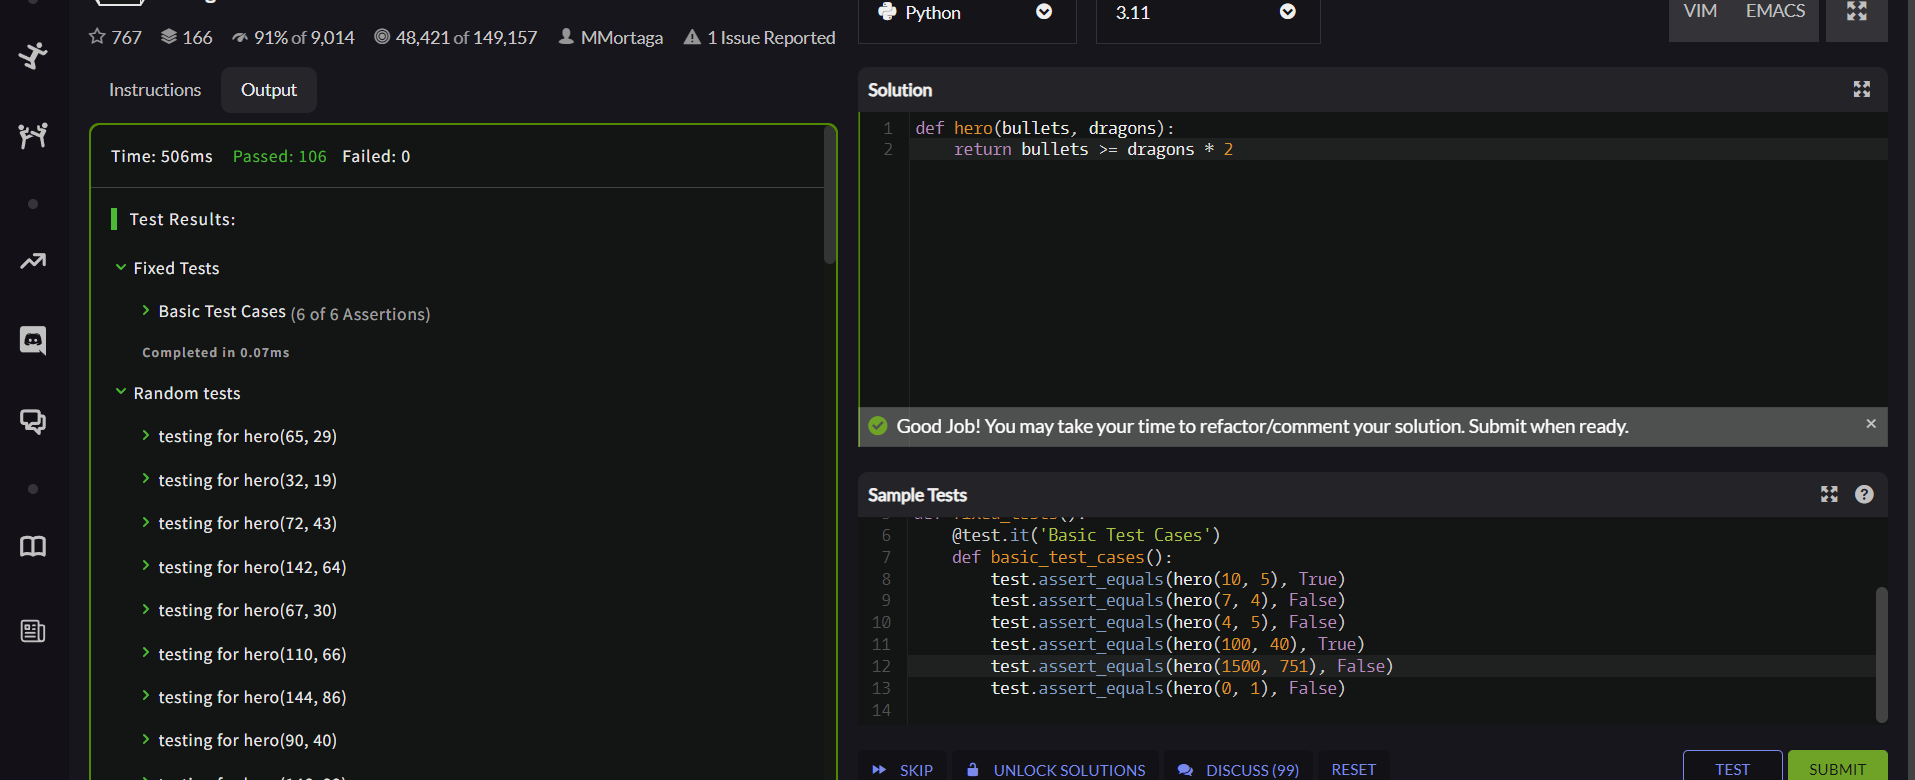 767 166 91% of 9,014 48,421 of 149,157 MMortaga 1 Issue Reported
Instructions Output
Time: 506ms Passed: 106 Failed: 0
Test Results:
Fixed Tests
Basic Test Cases (6 of 6 Assertions)
Completed in 0.07ms
Random tests
testing for hero(65, 29)
testing for hero(32, 19)
testing for hero(72, 43)
testing for hero(142, 64)
testing for hero(67, 30)
testing for hero(110, 66)
testing for hero(144, 86)
testing for hero(90, 40)
Python 3.11 VIM EMACS
Solution
1 def hero(bullets, dragons):
2 return bullets >= dragons * 2
Good Job! You may take your time to refactor/comment your solution. Submit when ready.
Sample Tests
6 @test.it('Basic Test Cases')
7 def basic_test_cases():
8 test.assert_equals(hero(10, 5), True)
9 test.assert_equals(hero(7, 4), False)
10 test.assert_equals(hero(4, 5), False)
11 test.assert_equals(hero(100, 40), True)
12 test.assert_equals(hero(1500, 751), False)
13 test.assert_equals(hero(0, 1), False)
14
SKIP UNLOCK SOLUTIONS DISCUSS (99) RESET TEST SUBMIT